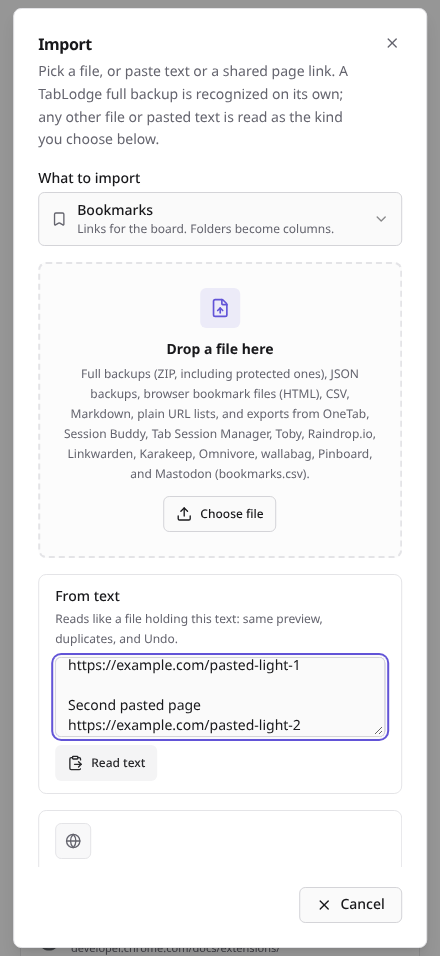 Import
Pick a file, or paste text or a shared page link. A
TabLodge full backup is recognized on its own;
any other file or pasted text is read as the kind
you choose below.
What to import
Bookmarks
Links for the board. Folders become columns.
Drop a file here
Full backups (ZIP, including protected ones), JSON
backups, browser bookmark files (HTML), CSV,
Markdown, plain URL lists, and exports from OneTab,
Session Buddy, Tab Session Manager, Toby, Raindrop.io,
Linkwarden, Karakeep, Omnivore, wallabag, Pinboard,
and Mastodon (bookmarks.csv).
Choose file
From text
Reads like a file holding this text: same preview,
duplicates, and Undo.
https://example.com/pasted-light-1
Second pasted page
https://example.com/pasted-light-2
Read text
Cancel
developer.chrome.com/docs/extensions/